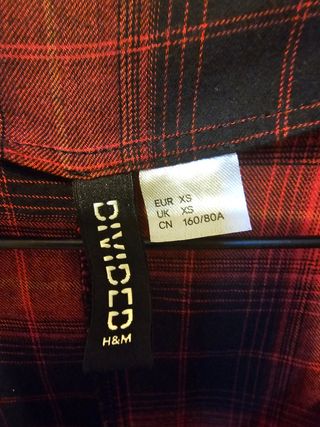 DIVIDED
H&M
EUR XS
UK XS
CN 160/80A